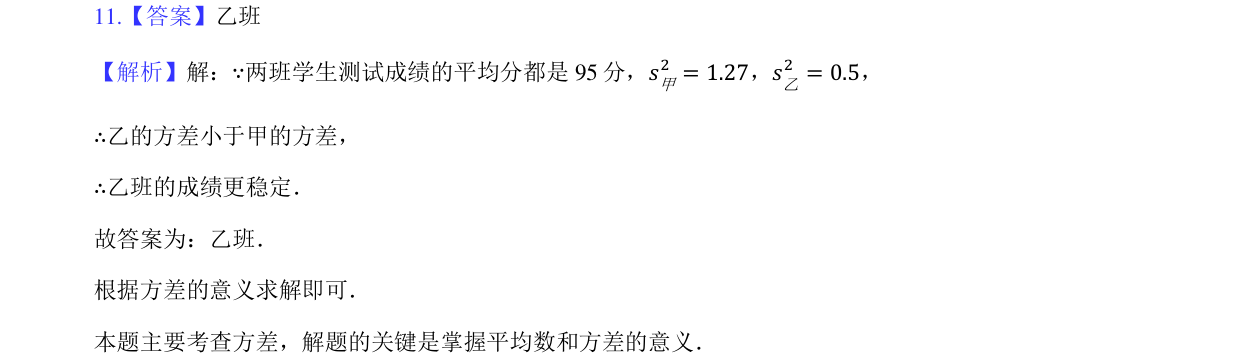 11.【答案】乙班
【解析】解：∵两班学生测试成绩的平均分都是 95 分，$s_{甲}^{2}=1.27$，$s_{乙}^{2}=0.5$，
∴乙的方差小于甲的方差，
∴乙班的成绩更稳定．
故答案为：乙班．
根据方差的意义求解即可．
本题主要考查方差，解题的关键是掌握平均数和方差的意义．